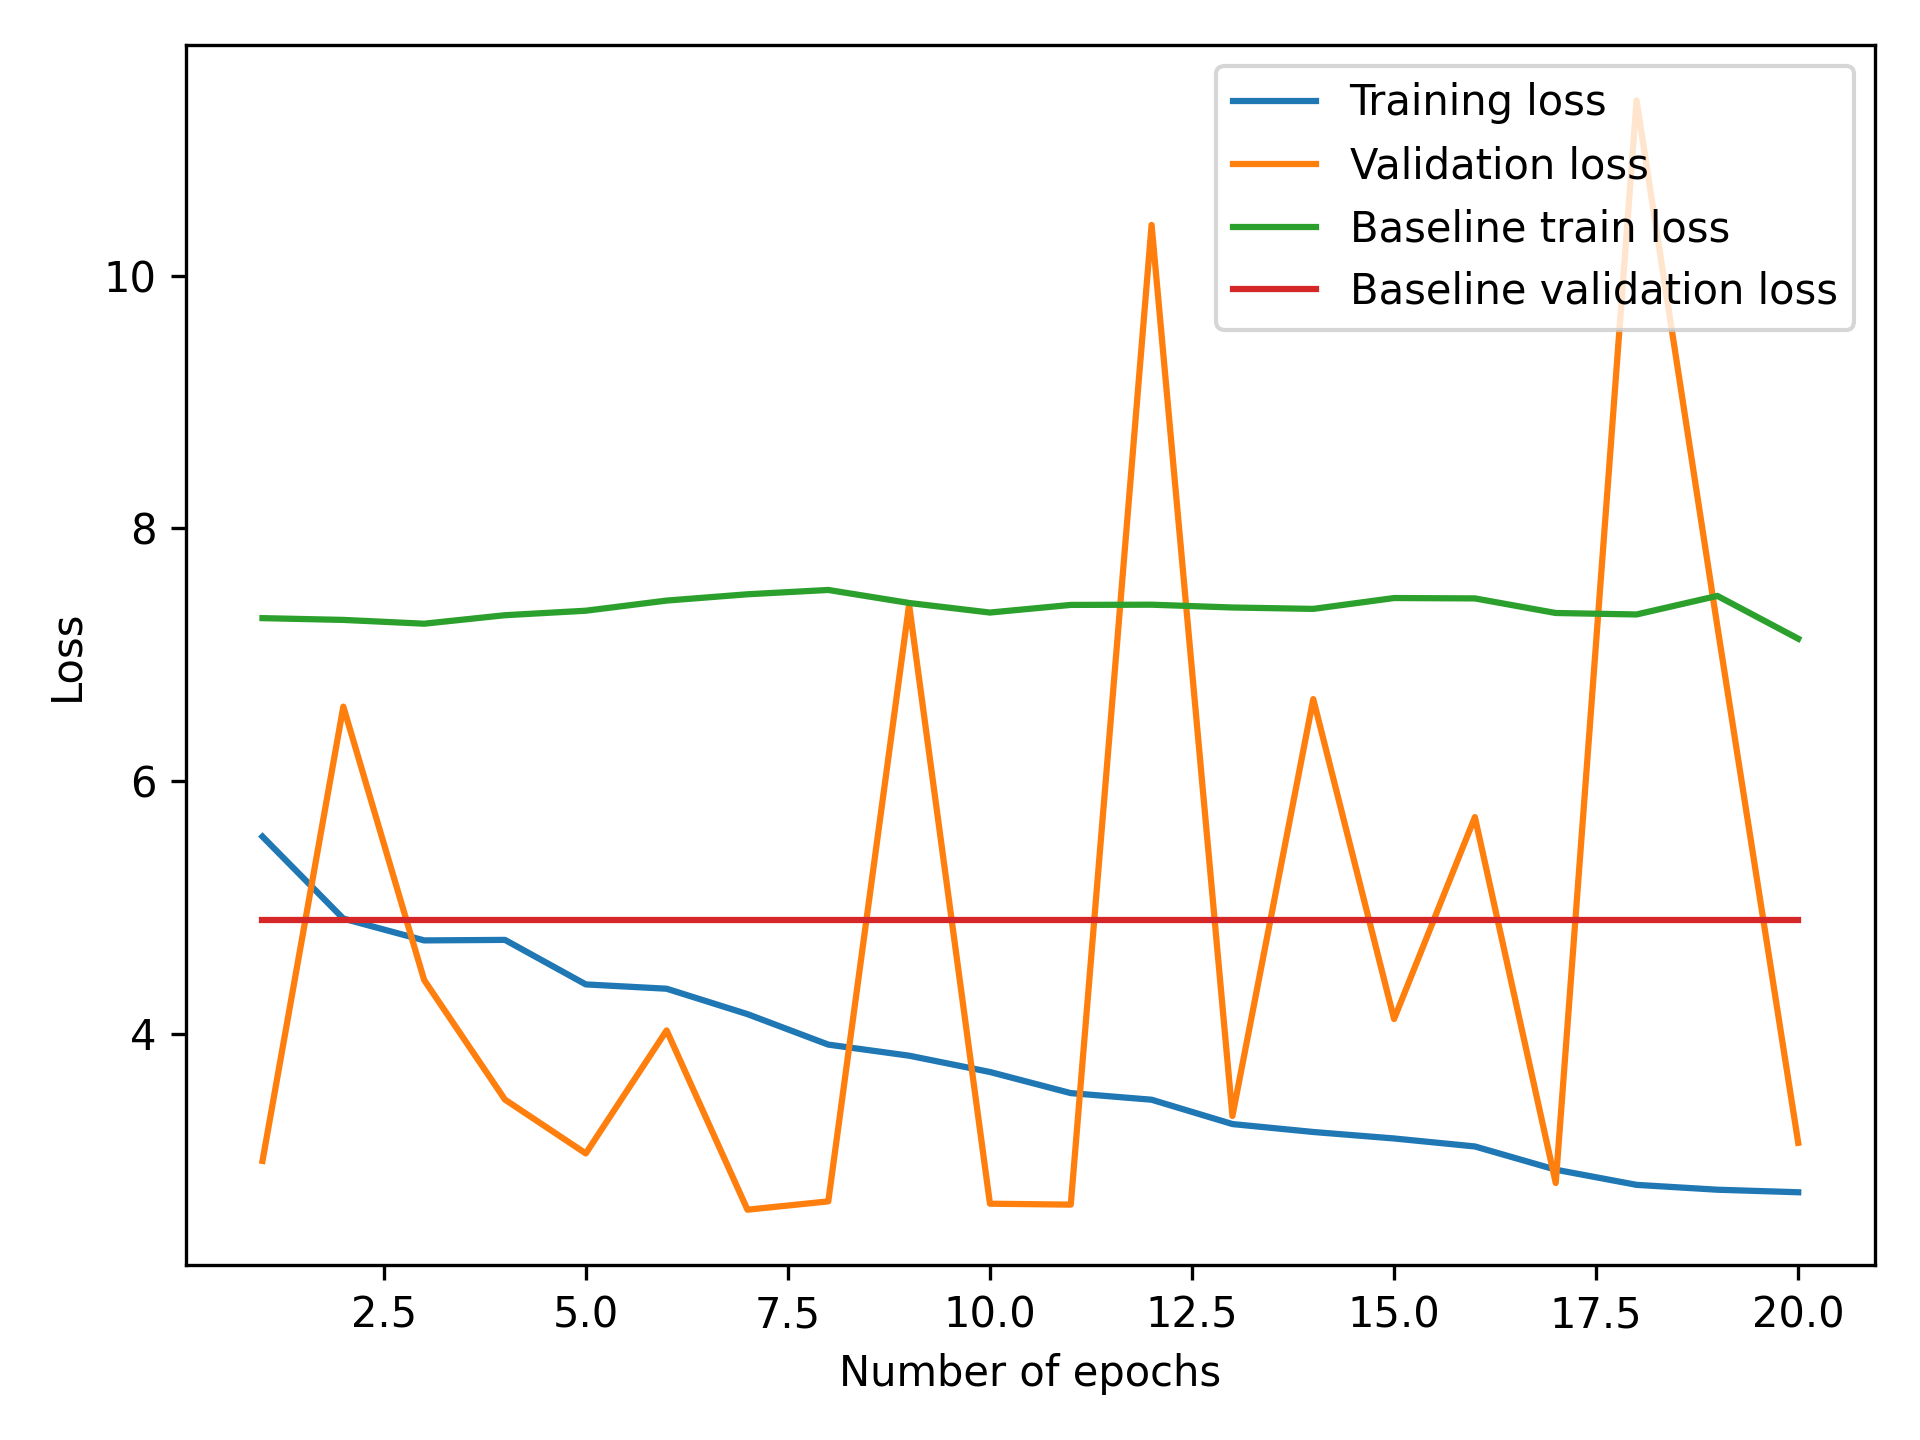 Training loss
Validation loss
Baseline train loss
Baseline validation loss
10
8
6
4
Loss
2.5 5.0 7.5 10.0 12.5 15.0 17.5 20.0
Number of epochs